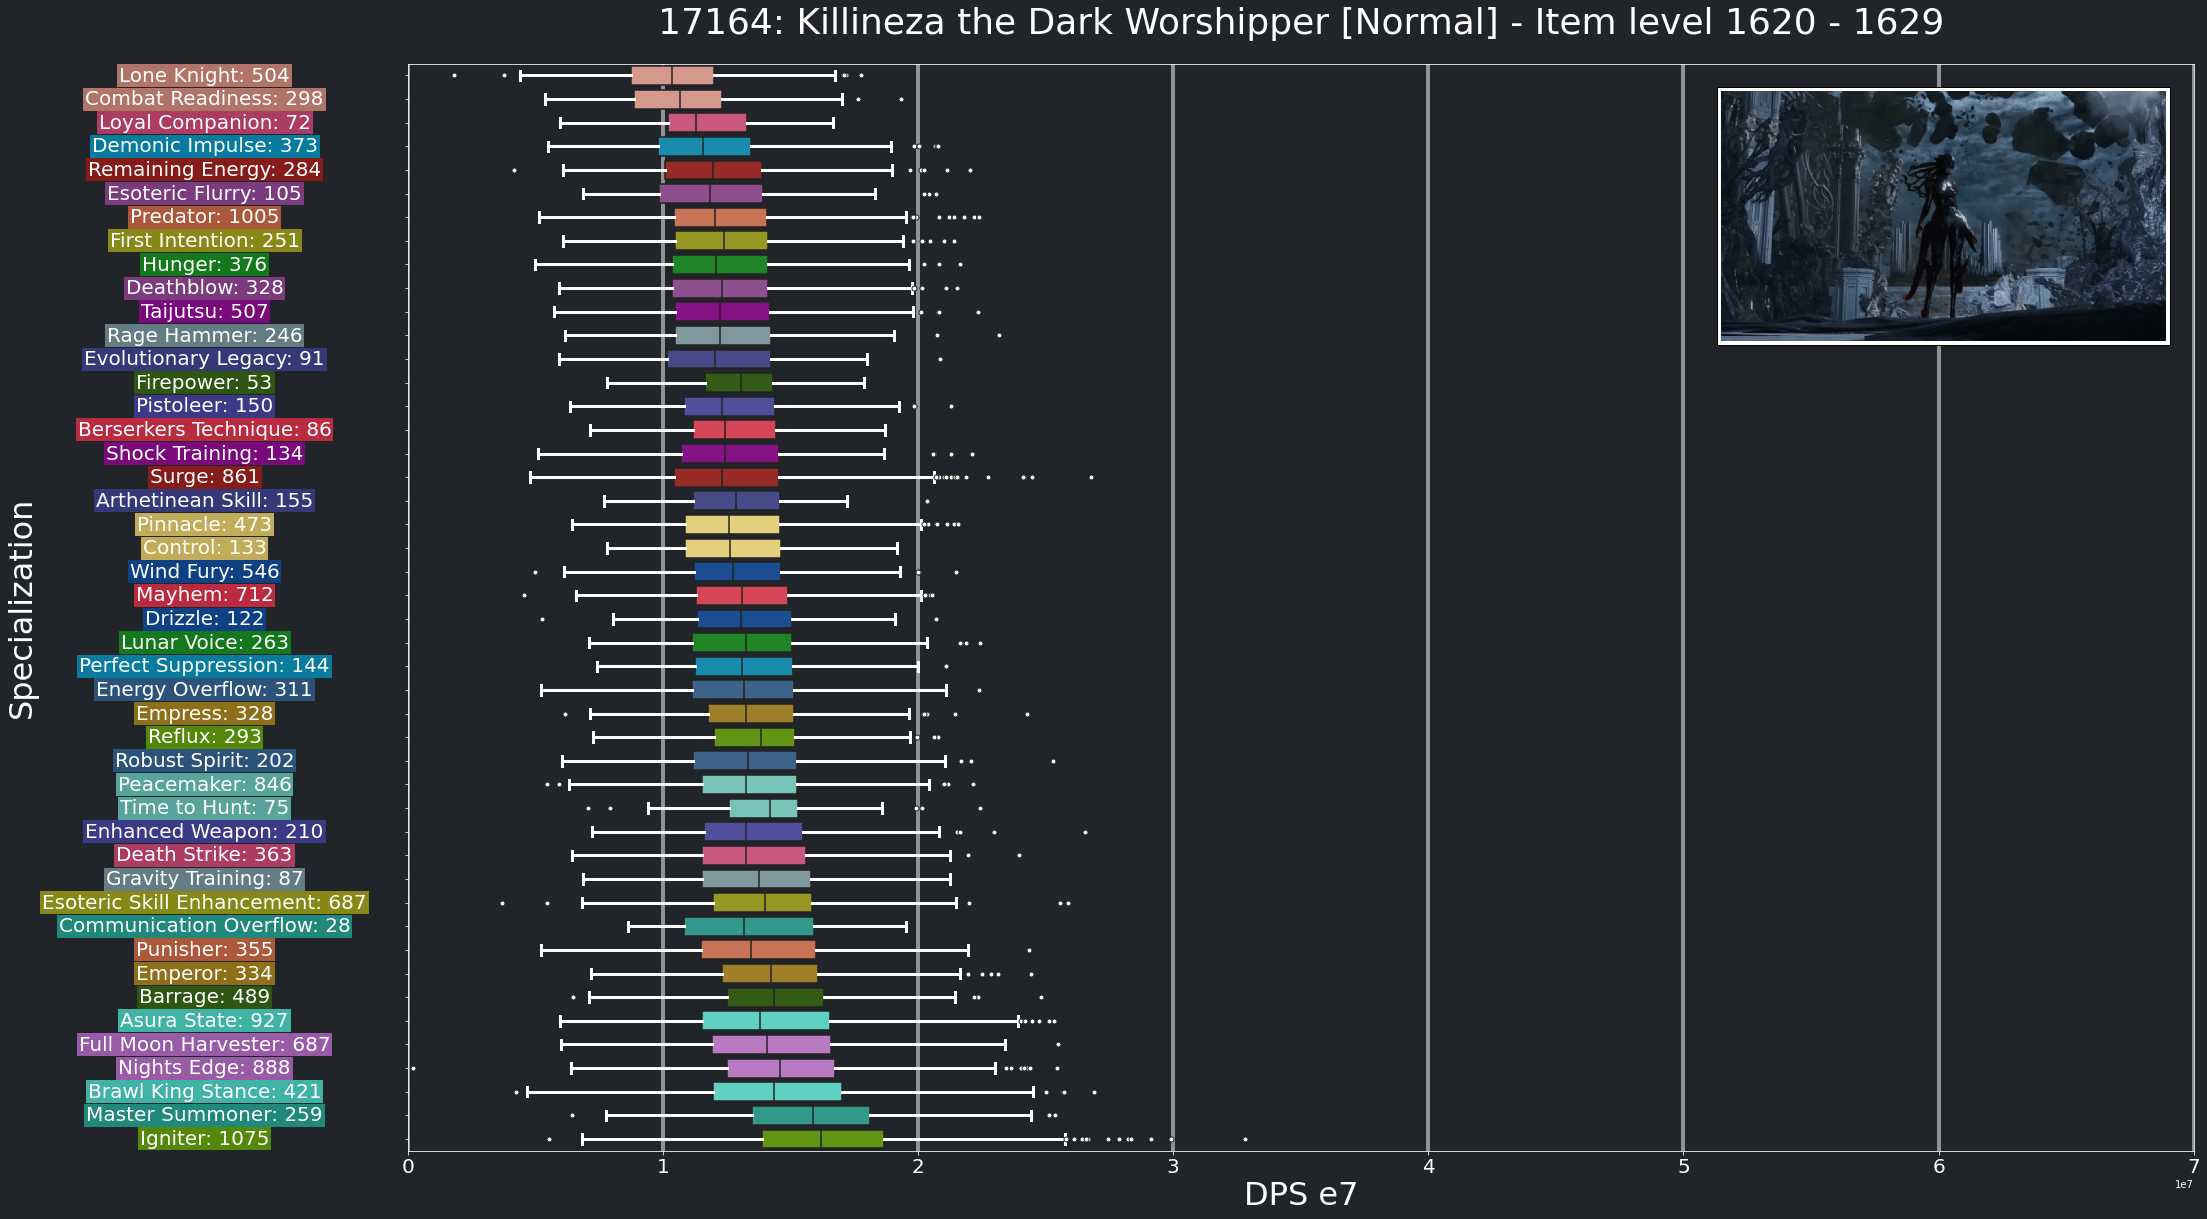 17164: Killineza the Dark Worshipper [Normal] - Item level 1620 - 1629
Specialization
Lone Knight: 504
Combat Readiness: 298
Loyal Companion: 72
Demonic Impulse: 373
Remaining Energy: 284
Esoteric Flurry: 105
Predator: 1005
First Intention: 251
Hunger: 376
Deathblow: 328
Taijutsu: 507
Rage Hammer: 246
Evolutionary Legacy: 91
Firepower: 53
Pistoleer: 150
Berserkers Technique: 86
Shock Training: 134
Surge: 861
Arthetinean Skill: 155
Pinnacle: 473
Control: 133
Wind Fury: 546
Mayhem: 712
Drizzle: 122
Lunar Voice: 263
Perfect Suppression: 144
Energy Overflow: 311
Empress: 328
Reflux: 293
Robust Spirit: 202
Peacemaker: 846
Time to Hunt: 75
Enhanced Weapon: 210
Death Strike: 363
Gravity Training: 87
Esoteric Skill Enhancement: 687
Communication Overflow: 28
Punisher: 355
Emperor: 334
Barrage: 489
Asura State: 927
Full Moon Harvester: 687
Nights Edge: 888
Brawl King Stance: 421
Master Summoner: 259
Igniter: 1075
0 1 2 3 4 5 6 7
1e7
DPS e7